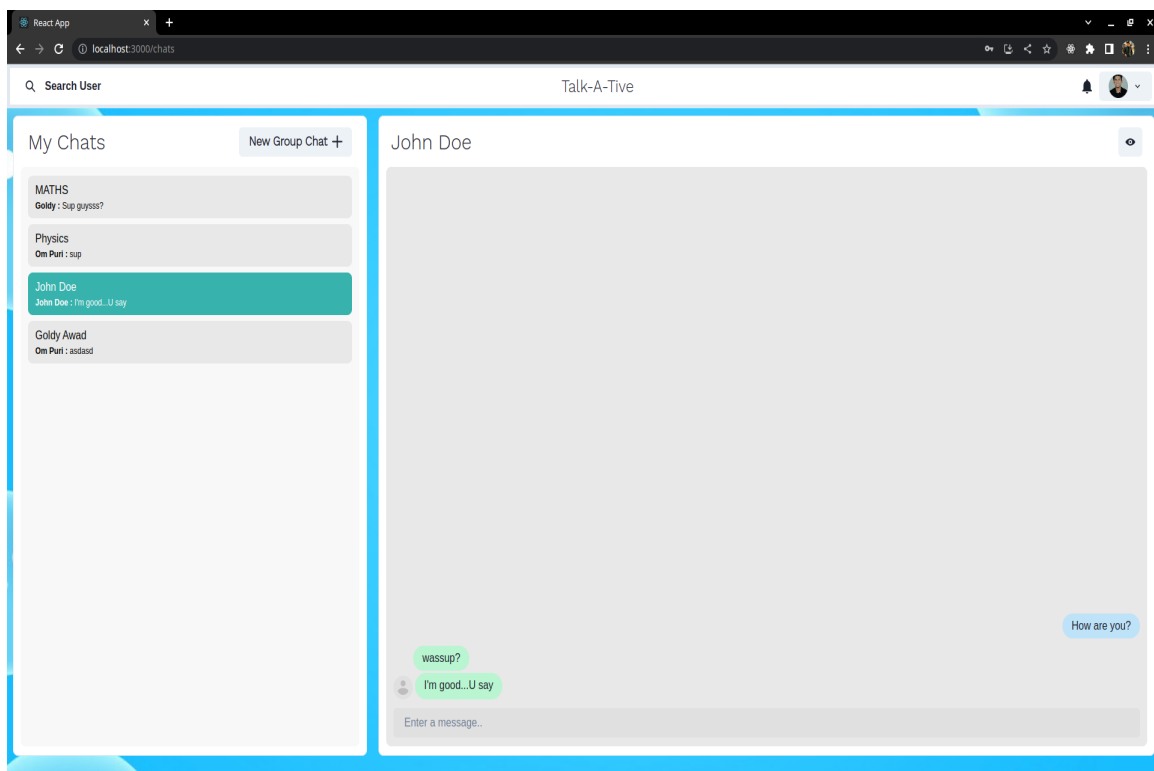 React App
localhost:3000/chats
Search User
Talk-A-Tive
My Chats
New Group Chat +
MATHS
Goldy : Sup guysss?
Physics
Om Puri : sup
John Doe
John Doe : I'm good...U say
Goldy Awad
Om Puri : asdasd
John Doe
How are you?
wassup?
I'm good...U say
Enter a message..